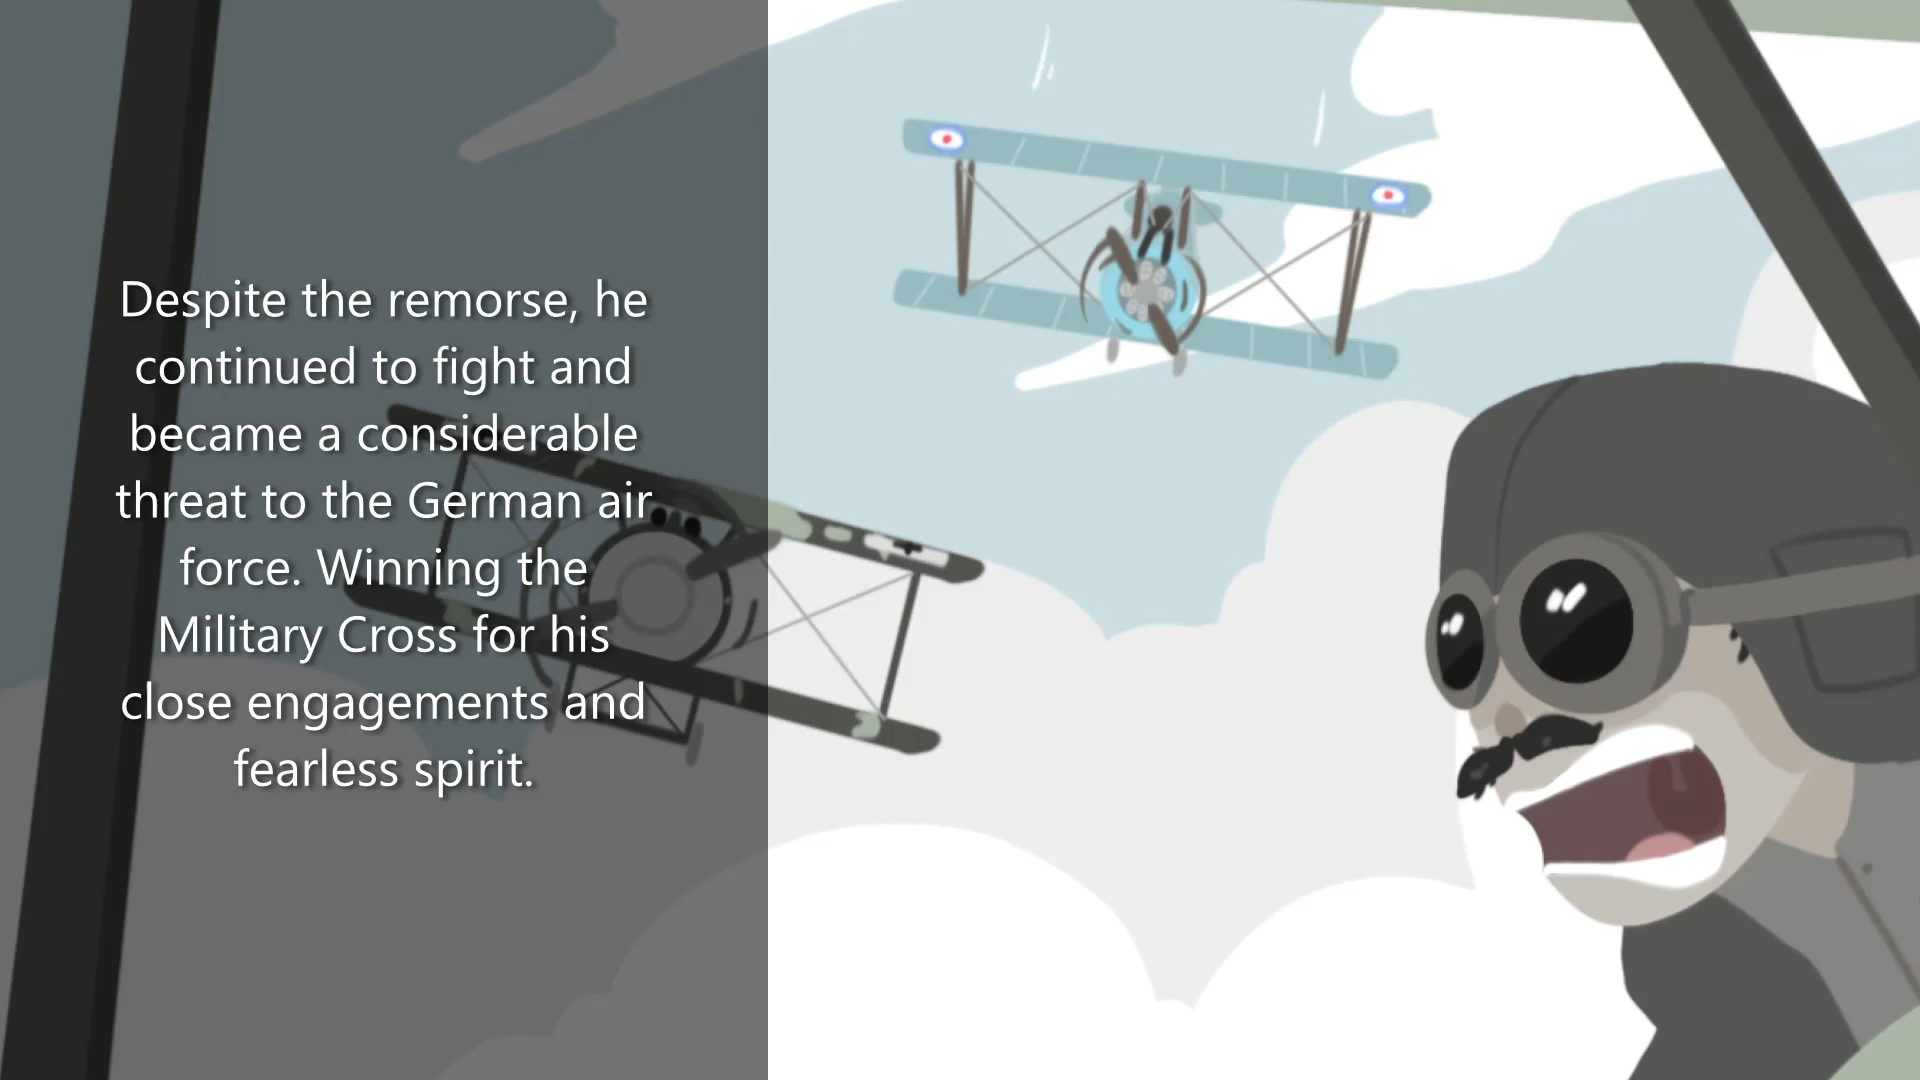 Despite the remorse, he
continued to fight and
became a considerable
threat to the German air
force. Winning the
Military Cross for his
close engagements and
fearless spirit.